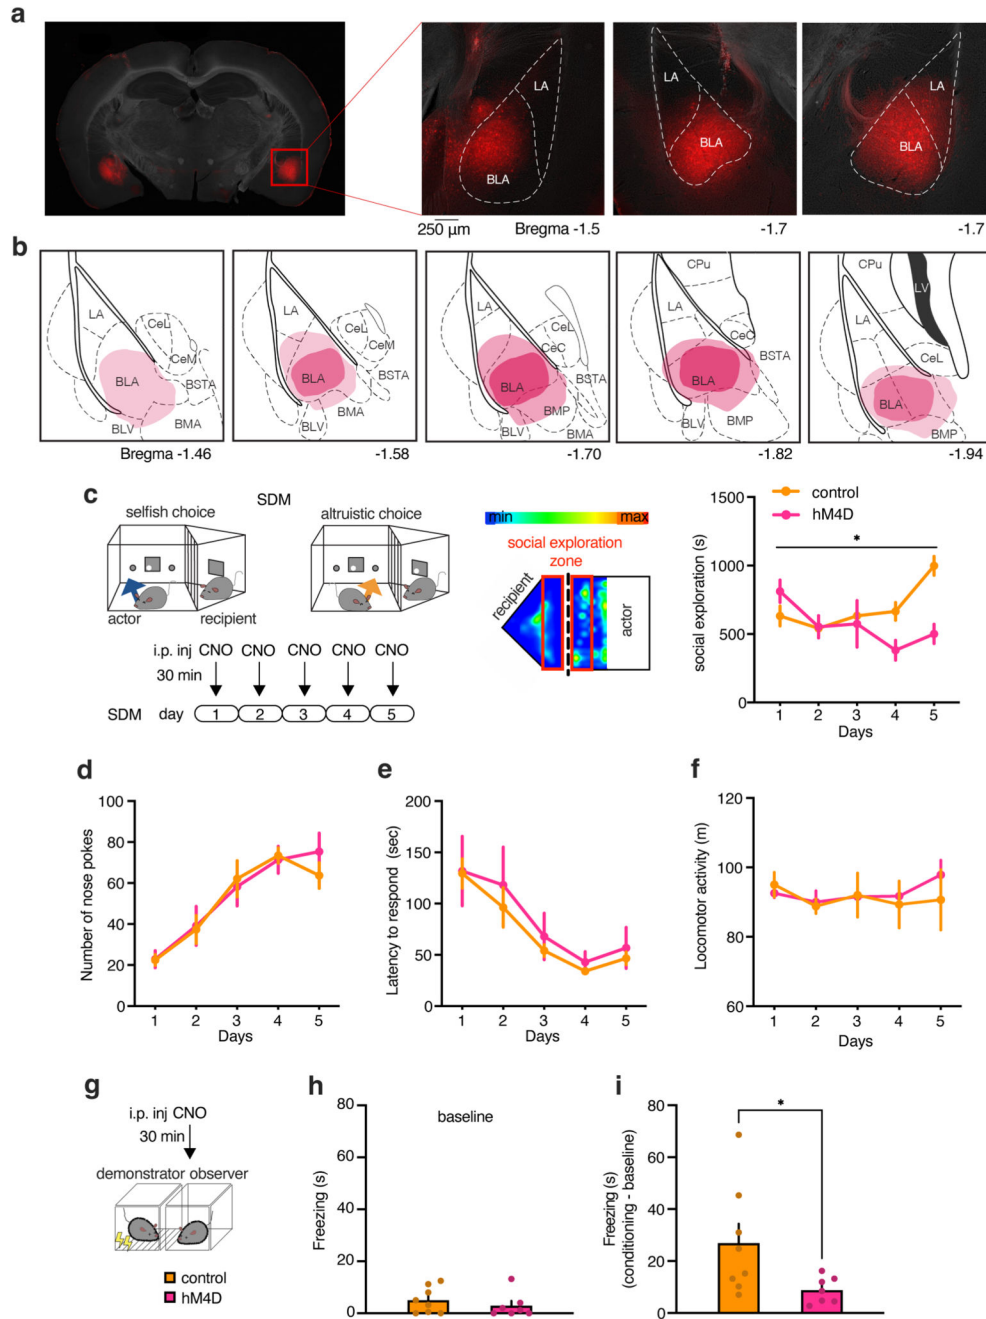 a
LA
BLA
LA
BLA
LA
BLA
250 µm
Bregma -1.5
-1.7
-1.7
b
LA
CeL
CeM
BLA
BSTA
BLV
BMA
Bregma -1.46
LA
CeL
CeM
BLA
BSTA
BMA
BLV
-1.58
LA
CeL
CeC
BLA
BSTA
BMP
BLV
BMA
-1.70
CPu
LA
CeC
BSTA
BLA
BLV
BMP
-1.82
CPu
LV
LA
CeL
BLA
BMP
-1.94
c
SDM
selfish choice
altruistic choice
actor
recipient
i.p. inj CNO CNO CNO CNO CNO
30 min
SDM day 1 2 3 4 5
min max
social exploration
zone
recipient
actor
control
hM4D
social exploration (s)
1500
1000
500
0
*
1 2 3 4 5
Days
d
Number of nose pokes
100
80
60
40
20
0
1 2 3 4 5
Days
e
Latency to respond (sec)
200
150
100
50
0
1 2 3 4 5
Days
f
Locomotor activity (m)
120
100
80
60
1 2 3 4 5
Days
g
i.p. inj CNO
30 min
demonstrator observer
control
hM4D
h
baseline
Freezing (s)
80
60
40
20
0
i
Freezing (s)
(conditioning - baseline)
80
60
40
20
0
*